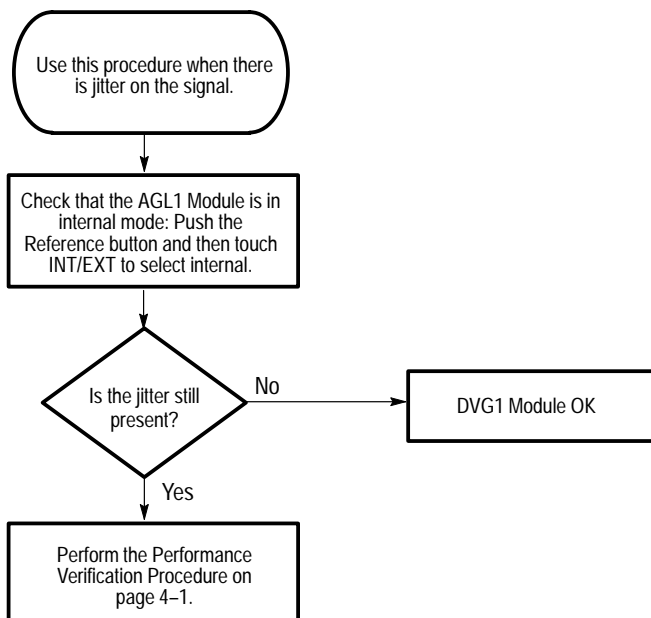 Use this procedure when there
is jitter on the signal.
Check that the AGL1 Module is in
internal mode: Push the
Reference button and then touch
INT/EXT to select internal.
Is the jitter still
present?
No
DVG1 Module OK
Yes
Perform the Performance
Verification Procedure on
page 4–1.